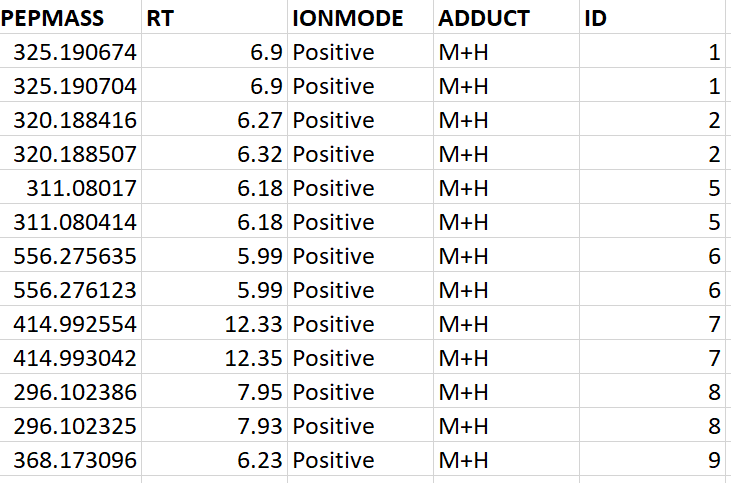 PEPMASS RT IONMODE ADDUCT ID
325.190674 6.9 Positive M+H 1
325.190704 6.9 Positive M+H 1
320.188416 6.27 Positive M+H 2
320.188507 6.32 Positive M+H 2
311.08017 6.18 Positive M+H 5
311.080414 6.18 Positive M+H 5
556.275635 5.99 Positive M+H 6
556.276123 5.99 Positive M+H 6
414.992554 12.33 Positive M+H 7
414.993042 12.35 Positive M+H 7
296.102386 7.95 Positive M+H 8
296.102325 7.93 Positive M+H 8
368.173096 6.23 Positive M+H 9